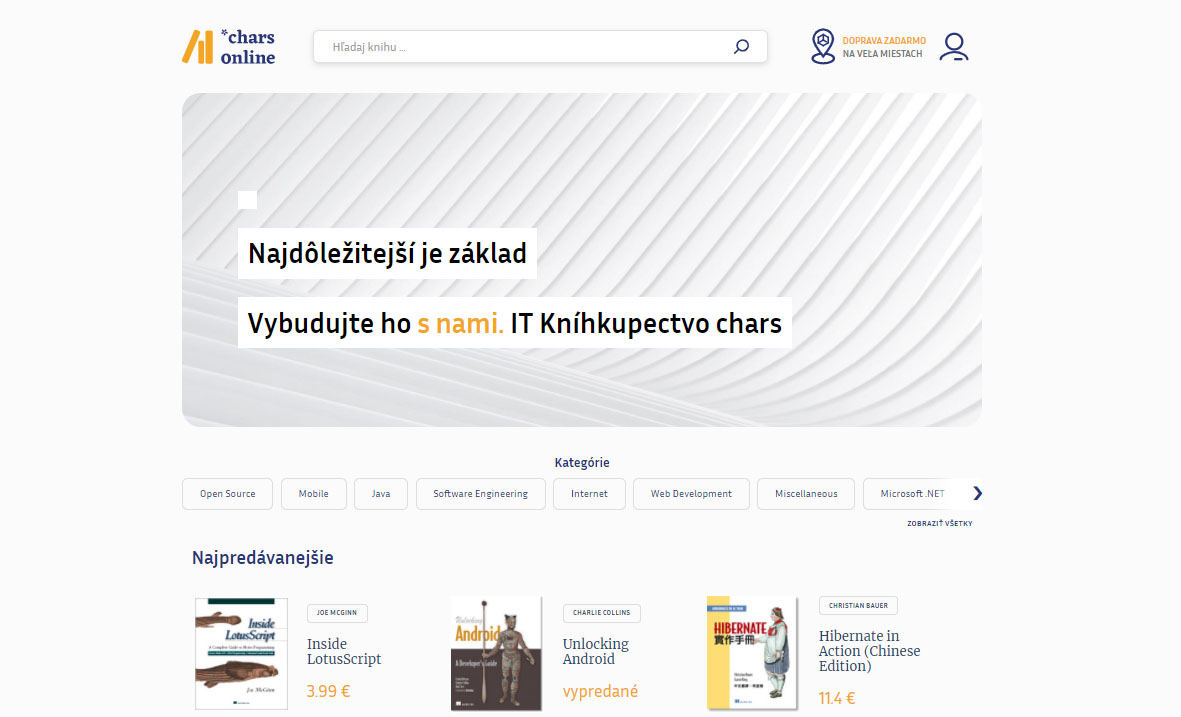 *chars
online
Hľadaj knihu ...
DOPRAVA ZADARMO
NA VEĽA MIESTACH
Najdôležitejší je základ
Vybudujte ho s nami. IT Kníhkupectvo chars
Kategórie
Open Source
Mobile
Java
Software Engineering
Internet
Web Development
Miscellaneous
Microsoft .NET
ZOBRAZIŤ VŠETKY
Najpredávanejšie
Inside
LotusScript
A Complete Guide to Notes Programming
Joe McGinn
JOE MCGINN
Inside
LotusScript
3.99 €
Unlocking
Android
A Developer's Guide
CHARLIE COLLINS
Unlocking
Android
vypredané
HIBERNATE IN ACTION
HIBERNATE
實作手冊
CHRISTIAN BAUER
Hibernate in
Action (Chinese
Edition)
11.4 €